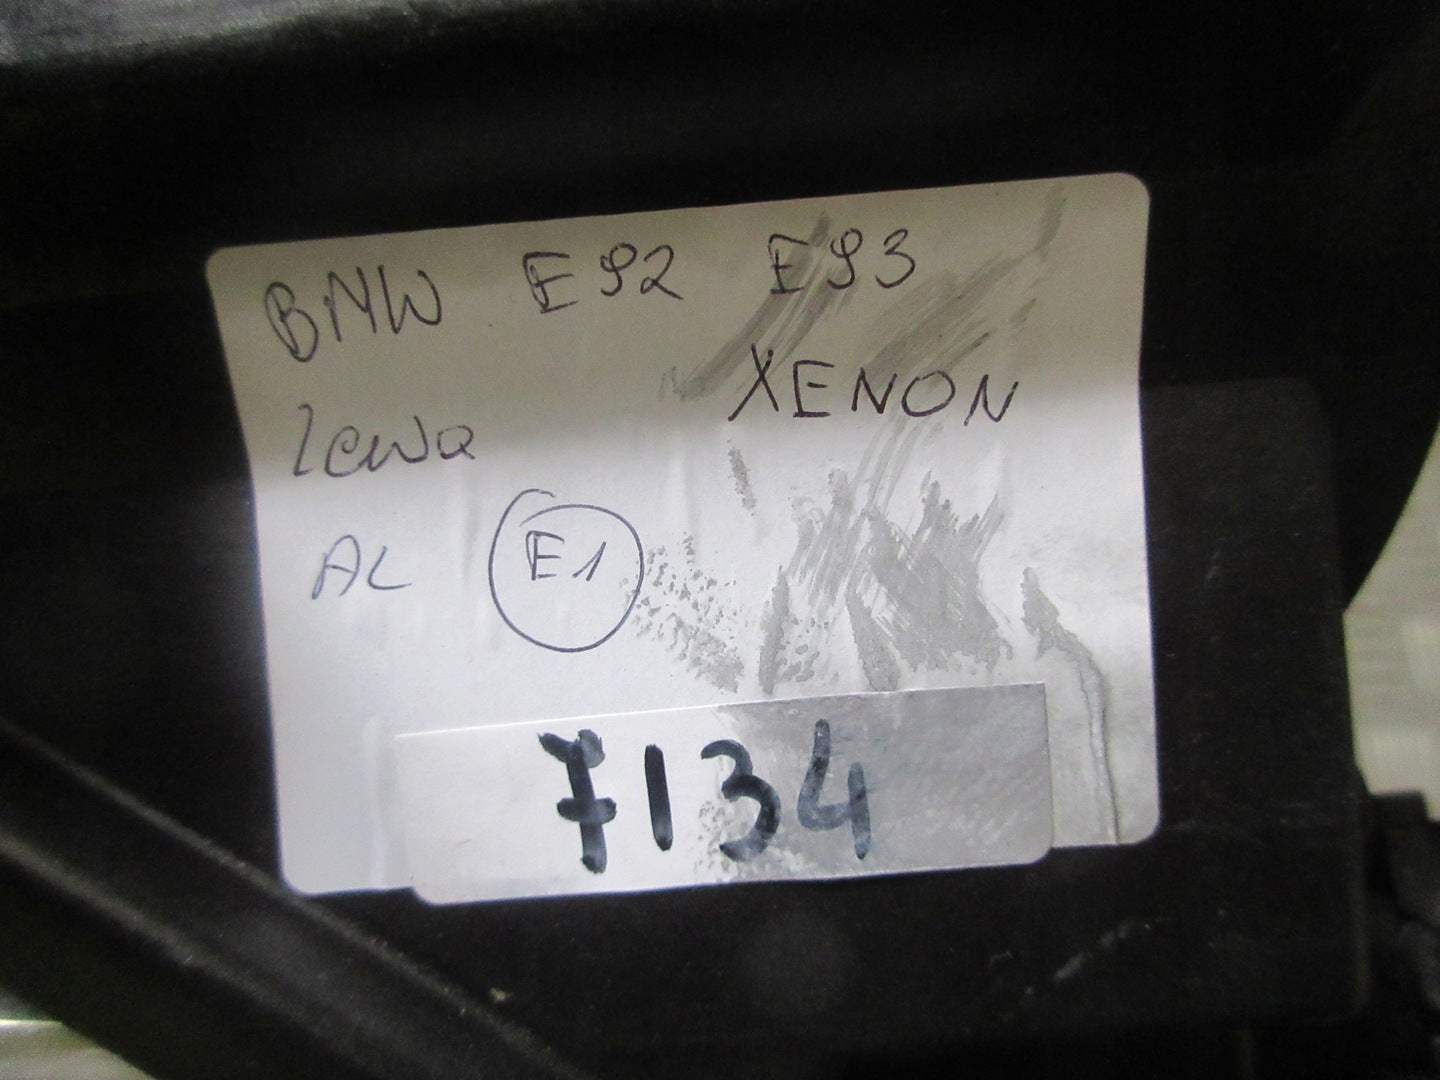 BMW E92 E93
XENON
lewa
AL E1
7134